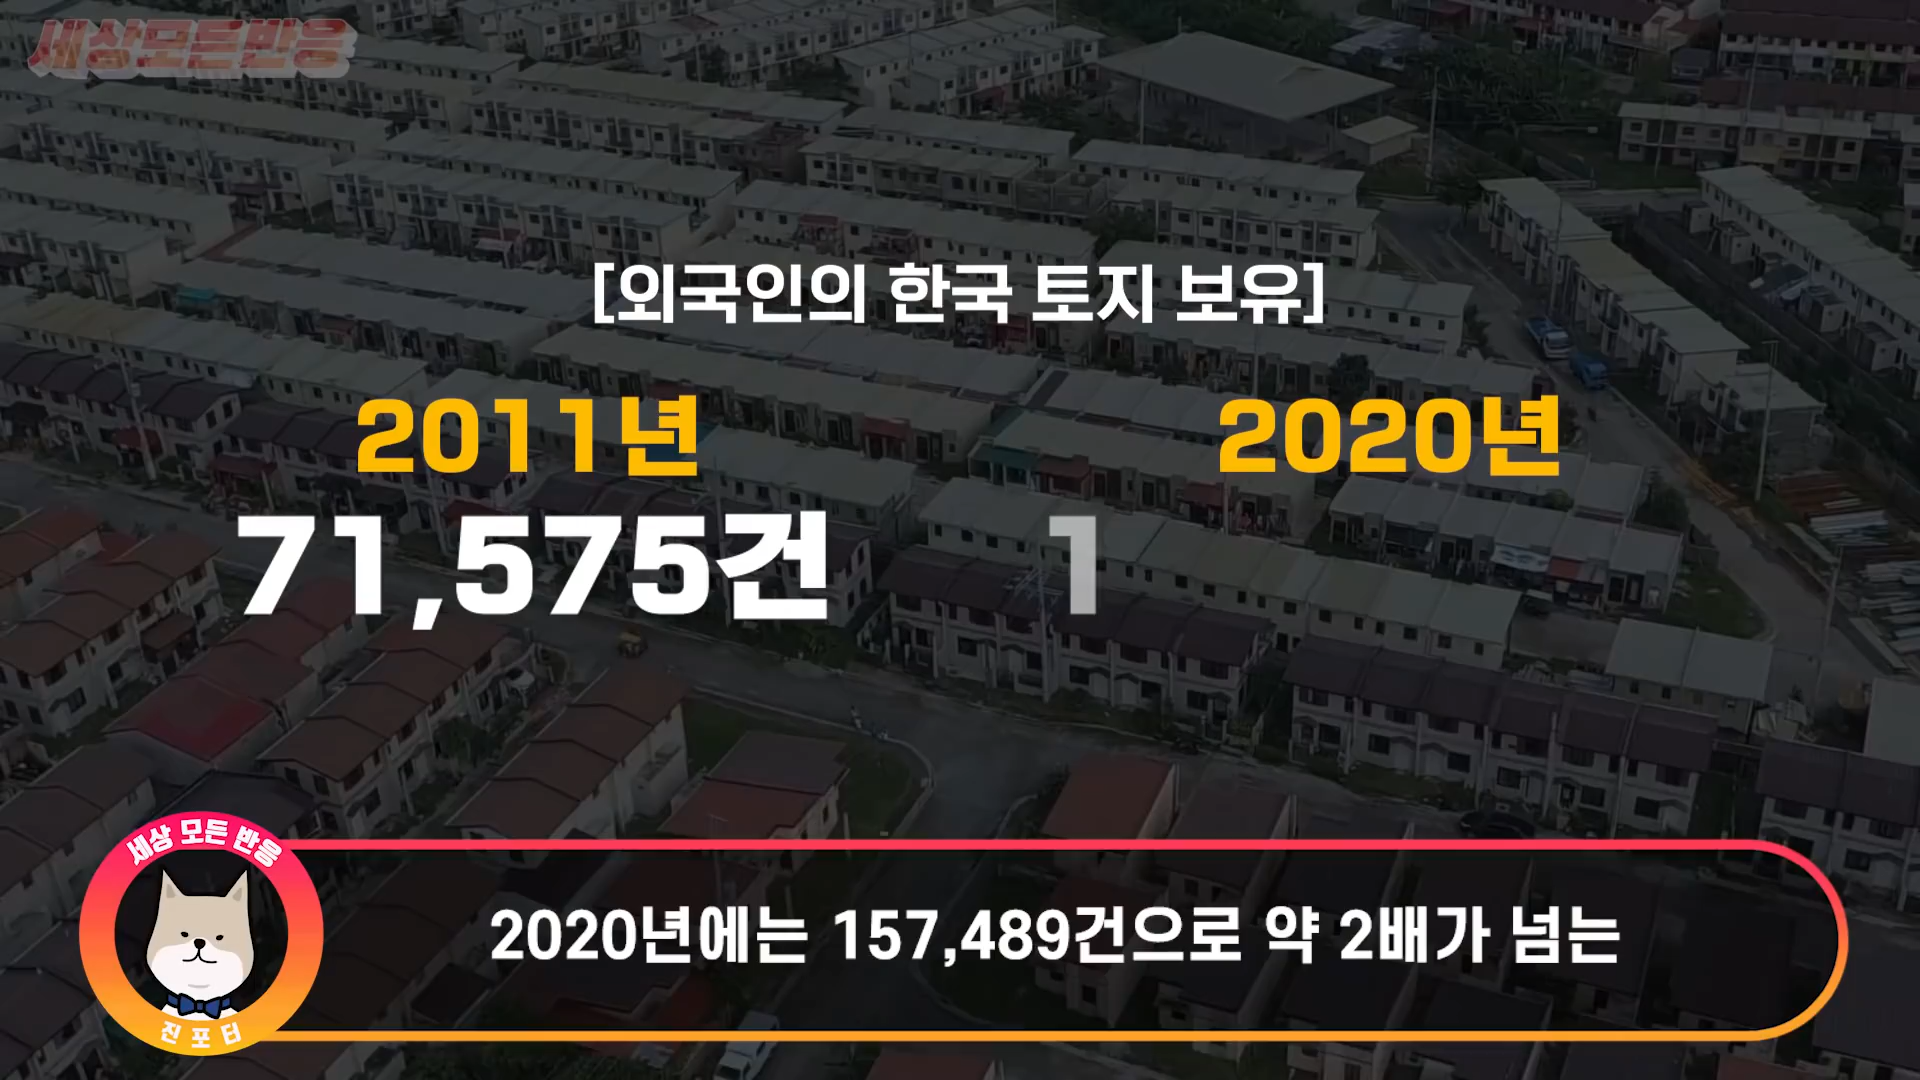 세상모든반응
[외국인의 한국 토지 보유]
2011년
2020년
71,575건
1
세상 모든 반응
2020년에는 157,489건으로 약 2배가 넘는
진포터